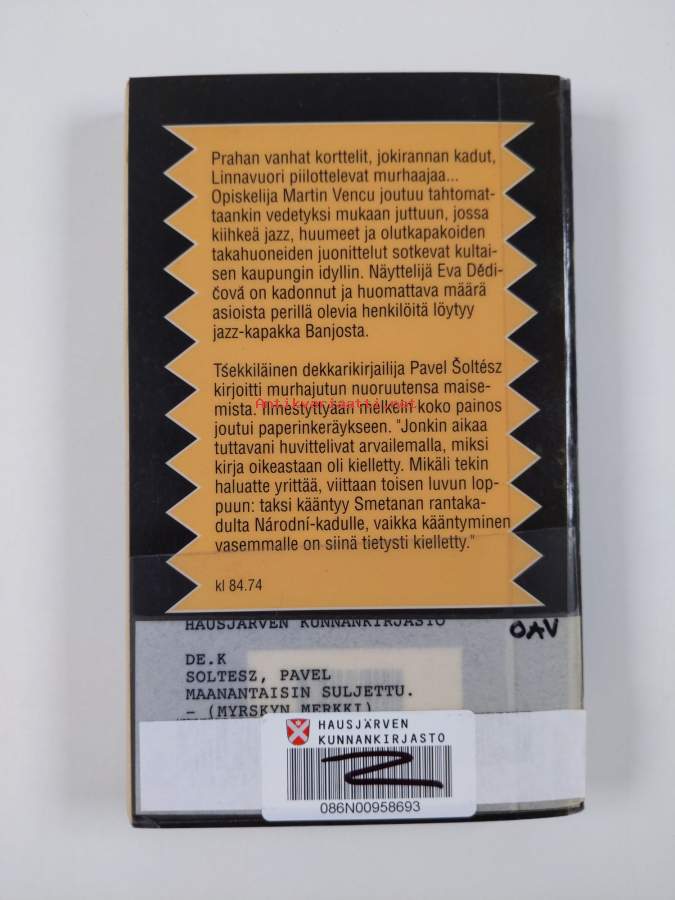 Prahan vanhat korttelit, jokirannan kadut,
Linnavuori piilottelevat murhaajaa...
Opiskelija Martin Vencu joutuu tahtomat-
taankin vedetyksi mukaan juttuun, jossa
kiihkeä jazz, huumeet ja olutkapakoiden
takahuoneiden juonittelut sotkevat kultai-
sen kaupungin idyllin. Näyttelijä Eva Dědi-
čová on kadonnut ja huomattava määrä
asioista perillä olevia henkilöitä löytyy
jazz-kapakka Banjosta.
Tśekkiläinen dekkarikirjailija Pavel Šoltész
kirjoitti murhajutun nuoruutensa maise-
mista. Ilmestyttyään melkein koko painos
Antikvariaatti.net
joutui paperinkeräykseen. "Jonkin aikaa
tuttavani huvittelivat arvailemalla, miksi
kirja oikeastaan oli kielletty. Mikäli tekin
haluatte yrittää, viittaan toisen luvun lop-
puun: taksi kääntyy Smetanan rantaka-
dulta Národní-kadulle, vaikka kääntyminen
vasemmalle on siinä tietysti kielletty."
kl 84.74
HAUSJÄRVEN KUNNANKIRJASTO
OAV
DE.K
SOLTESZ, PAVEL
MAANANTAISIN SULJETTU.
- (MYRSKYN MERKKI)
HAUSJÄRVEN
KUNNANKIRJASTO
086N00958693